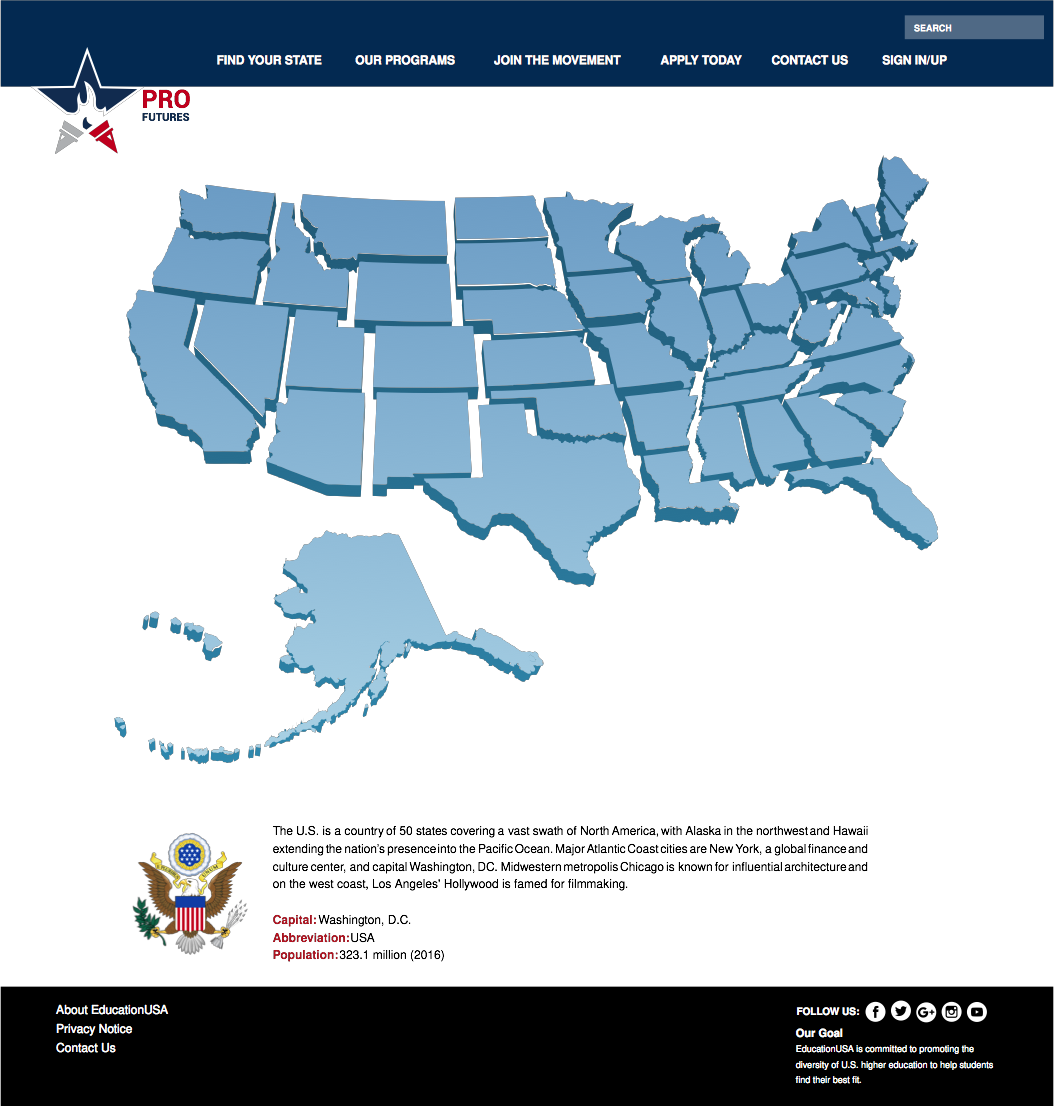 SEARCH
FIND YOUR STATE OUR PROGRAMS JOIN THE MOVEMENT APPLY TODAY CONTACT US SIGN IN/UP
PRO
FUTURES
The U.S. is a country of 50 states covering a vast swath of North America, with Alaska in the northwest and Hawaii
extending the nation's presence into the Pacific Ocean. Major Atlantic Coast cities are New York, a global finance and
culture center, and capital Washington, DC. Midwestern metropolis Chicago is known for influential architecture and
on the west coast, Los Angeles' Hollywood is famed for filmmaking.
Capital: Washington, D.C.
Abbreviation: USA
Population: 323.1 million (2016)
About EducationUSA
Privacy Notice
Contact Us
FOLLOW US: f G+
Our Goal
EducationUSA is committed to promoting the
diversity of U.S. higher education to help students
find their best fit.